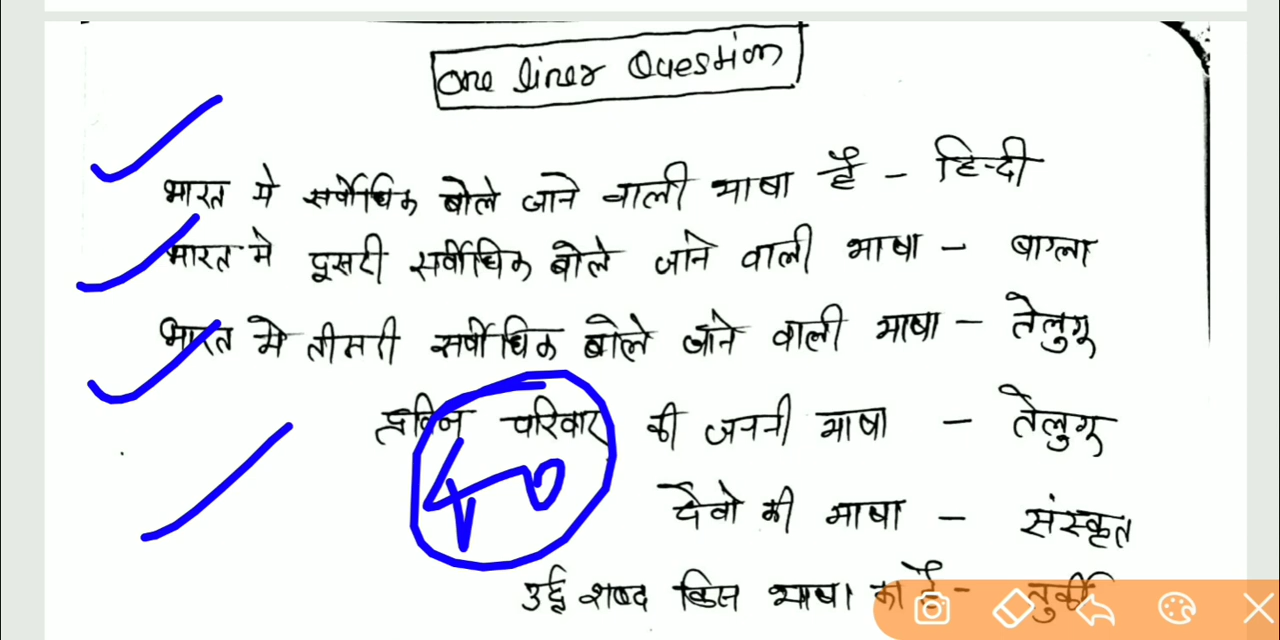 One liner Question
भारत मे सर्वाधिक बोले जाने वाली भाषा है - हिन्दी
भारत मे दूसरी सर्वाधिक बोले जाने वाली भाषा - बाग्ला
भारत मे तीसरी सर्वाधिक बोले जाने वाली भाषा - तेलुगू
द्रविण परिवार की जननी भाषा - तेलुगू
40
देवो की भाषा - संस्कृत
उर्दू शब्द किस भाषा का है - तुर्की